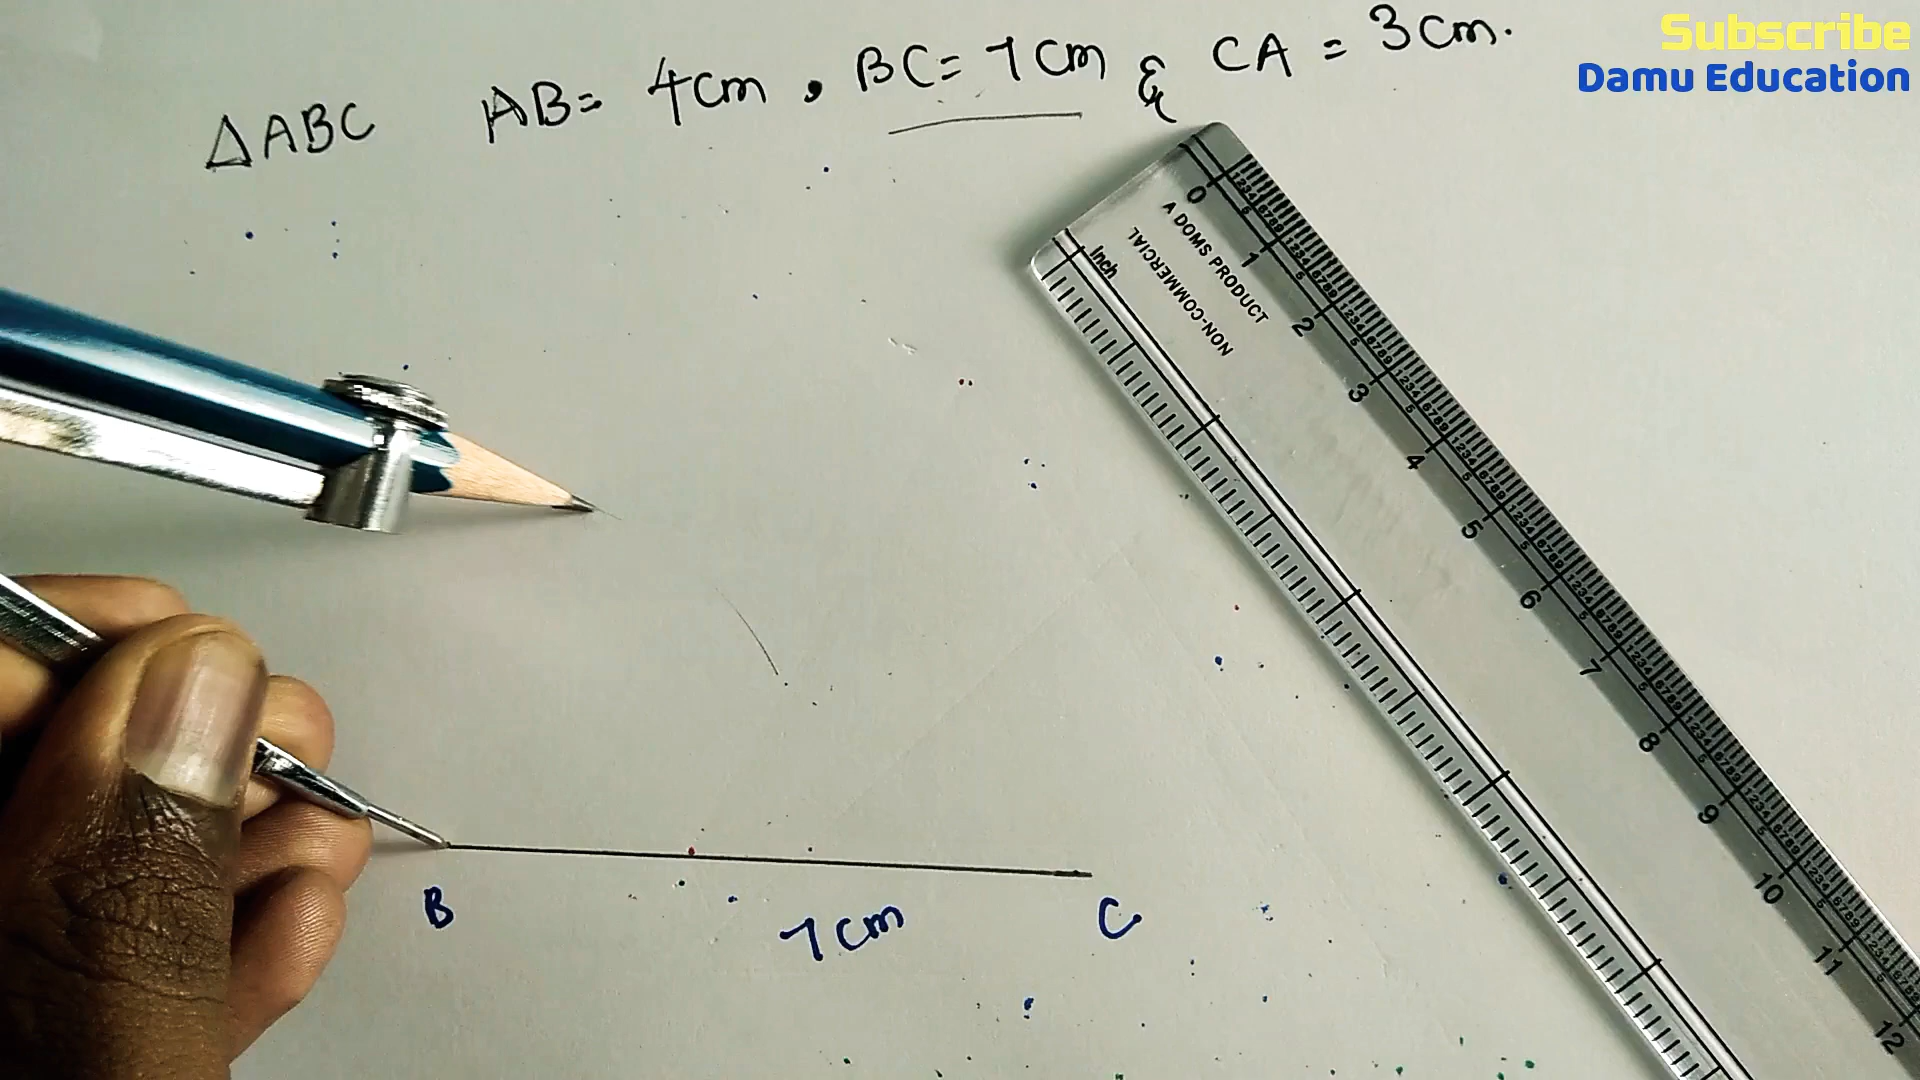 Subscribe
Damu Education
△ABC AB= 4cm, BC= 7cm & CA = 3cm.
0 1 2 3 4 5 6 7 8 9 10 11 12
A DOMS PRODUCT
NON-COMMERCIAL
Inch
B 7cm C